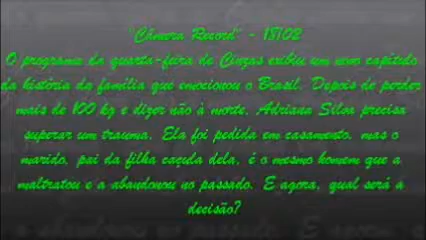 Câmera Record" - 18/02
O programa da quarta-feira de Cinzas exibiu um novo capítulo
da história da família que emocionou o Brasil. Depois de perder
mais de 100 kg e dizer não à morte, Adriana Silva precisa
superar um trauma. Ela foi pedida em casamento, mas o
marido, pai da filha caçula dela, é o mesmo homem que a
maltratou e a abandonou no passado. E agora, qual será a
decisão?